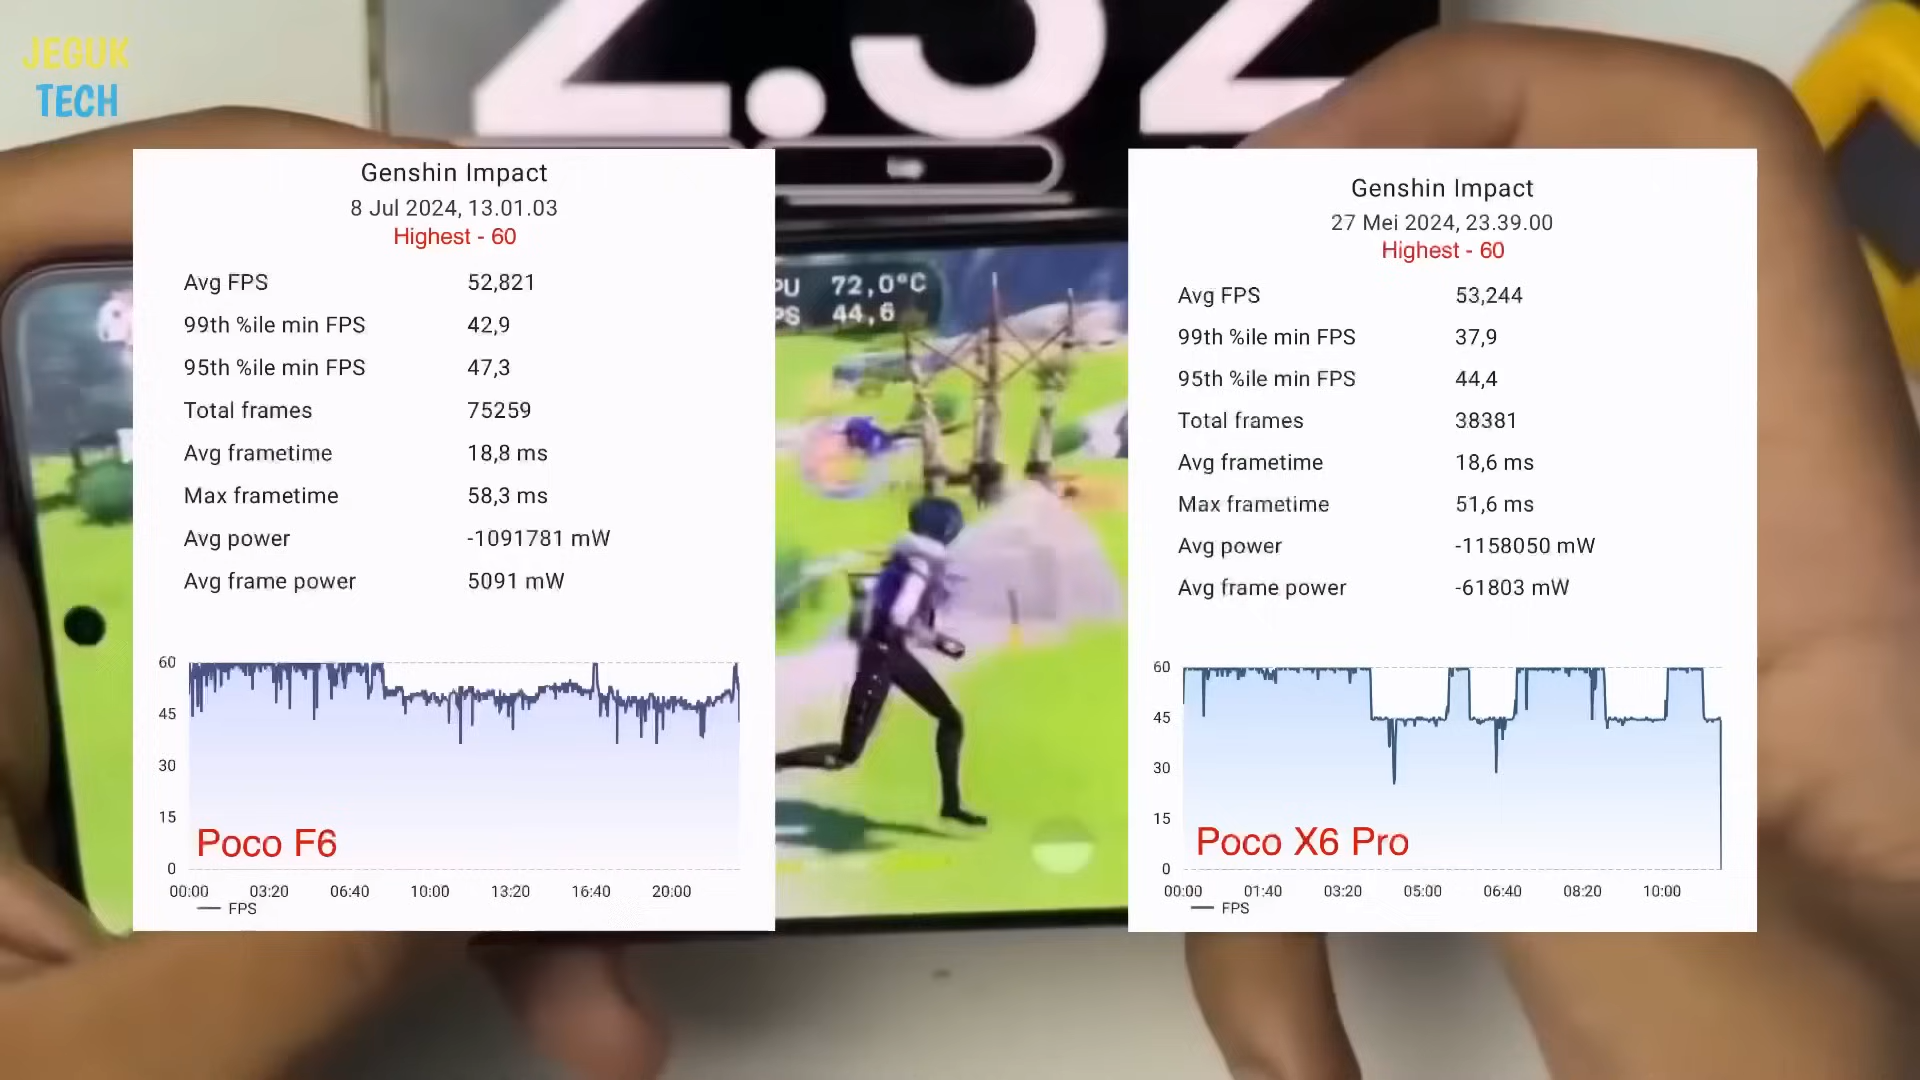 JEGUK
TECH
2.52
Genshin Impact
8 Jul 2024, 13.01.03
Highest - 60
Avg FPS 52,821
99th %ile min FPS 42,9
95th %ile min FPS 47,3
Total frames 75259
Avg frametime 18,8 ms
Max frametime 58,3 ms
Avg power -1091781 mW
Avg frame power 5091 mW
60
45
30
15
0
Poco F6
00:00 03:20 06:40 10:00 13:20 16:40 20:00
FPS
PU 72,0°C
PS 44,6
Genshin Impact
27 Mei 2024, 23.39.00
Highest - 60
Avg FPS 53,244
99th %ile min FPS 37,9
95th %ile min FPS 44,4
Total frames 38381
Avg frametime 18,6 ms
Max frametime 51,6 ms
Avg power -1158050 mW
Avg frame power -61803 mW
60
45
30
15
0
Poco X6 Pro
00:00 01:40 03:20 05:00 06:40 08:20 10:00
FPS